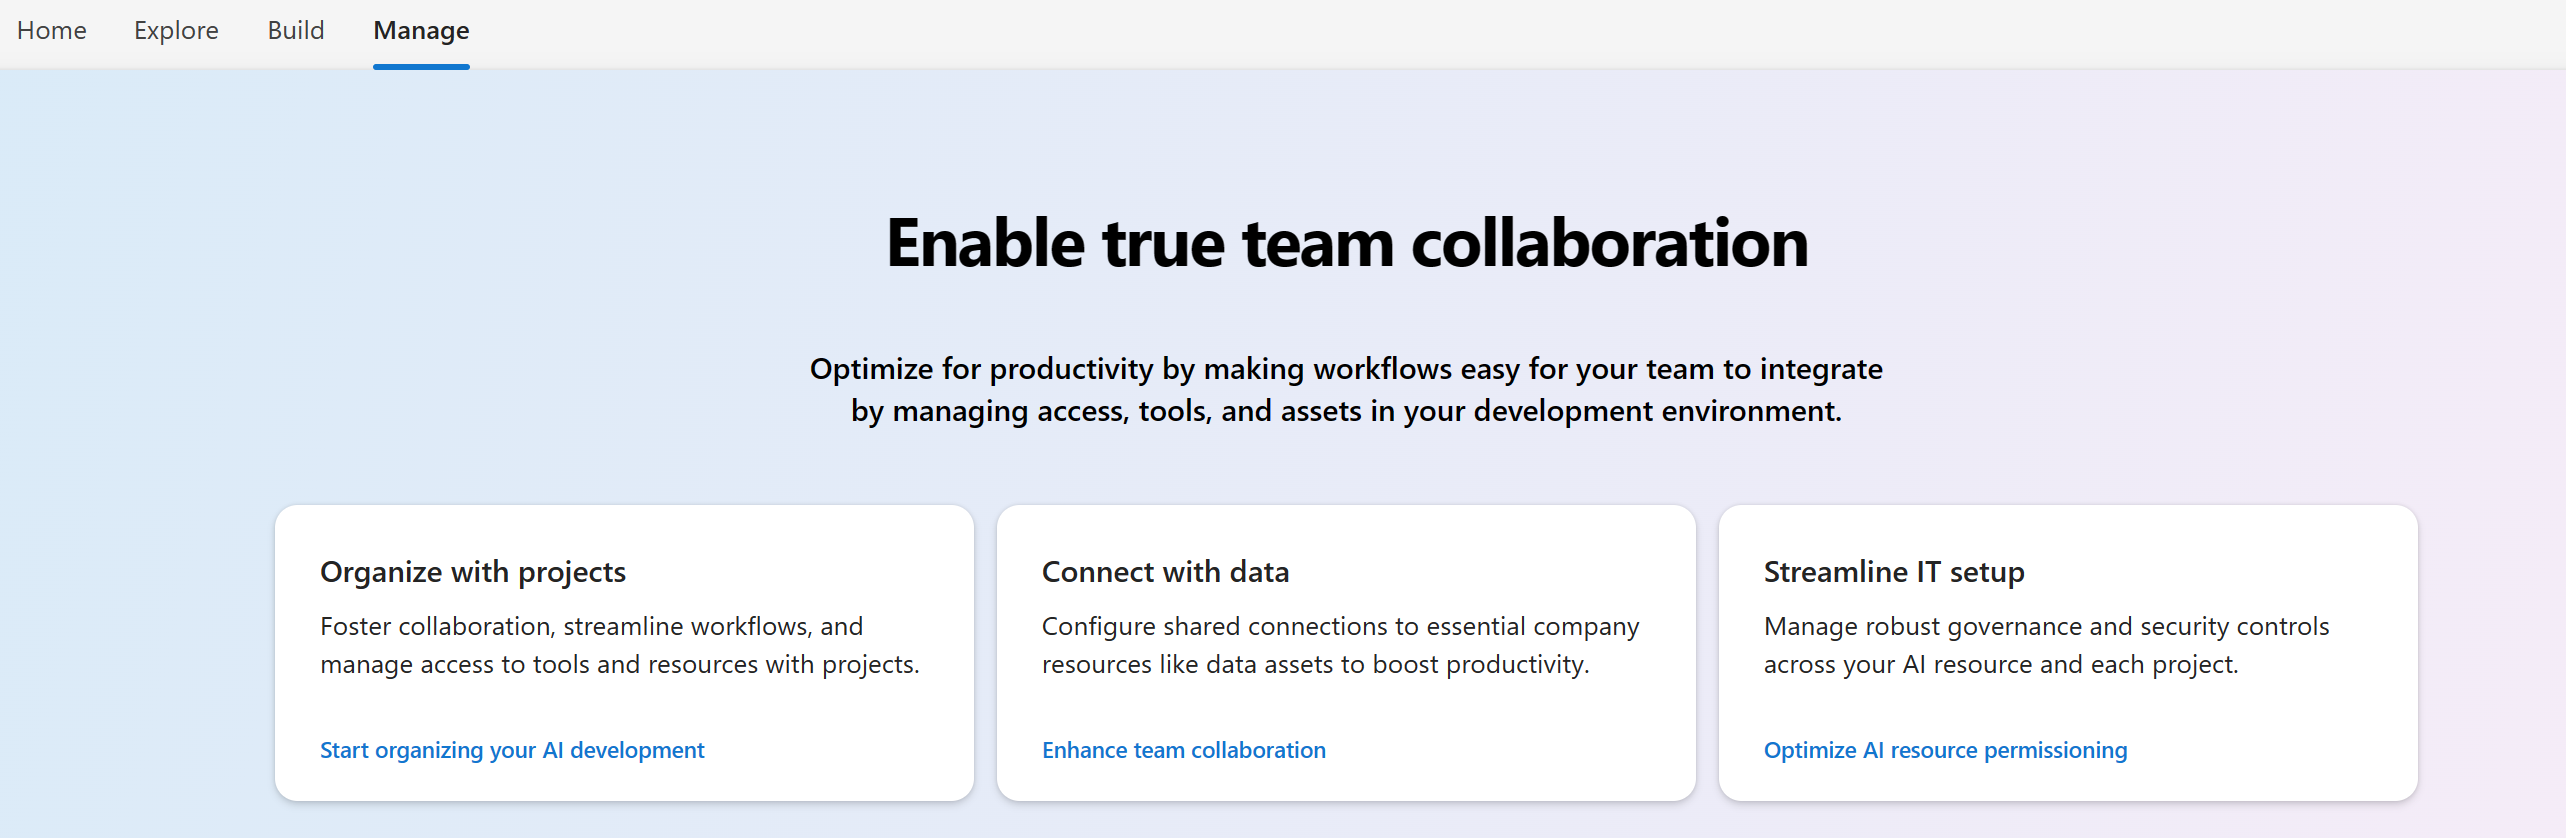 Home Explore Build Manage
Enable true team collaboration
Optimize for productivity by making workflows easy for your team to integrate
by managing access, tools, and assets in your development environment.
Organize with projects
Foster collaboration, streamline workflows, and
manage access to tools and resources with projects.
Start organizing your AI development
Connect with data
Configure shared connections to essential company
resources like data assets to boost productivity.
Enhance team collaboration
Streamline IT setup
Manage robust governance and security controls
across your AI resource and each project.
Optimize AI resource permissioning